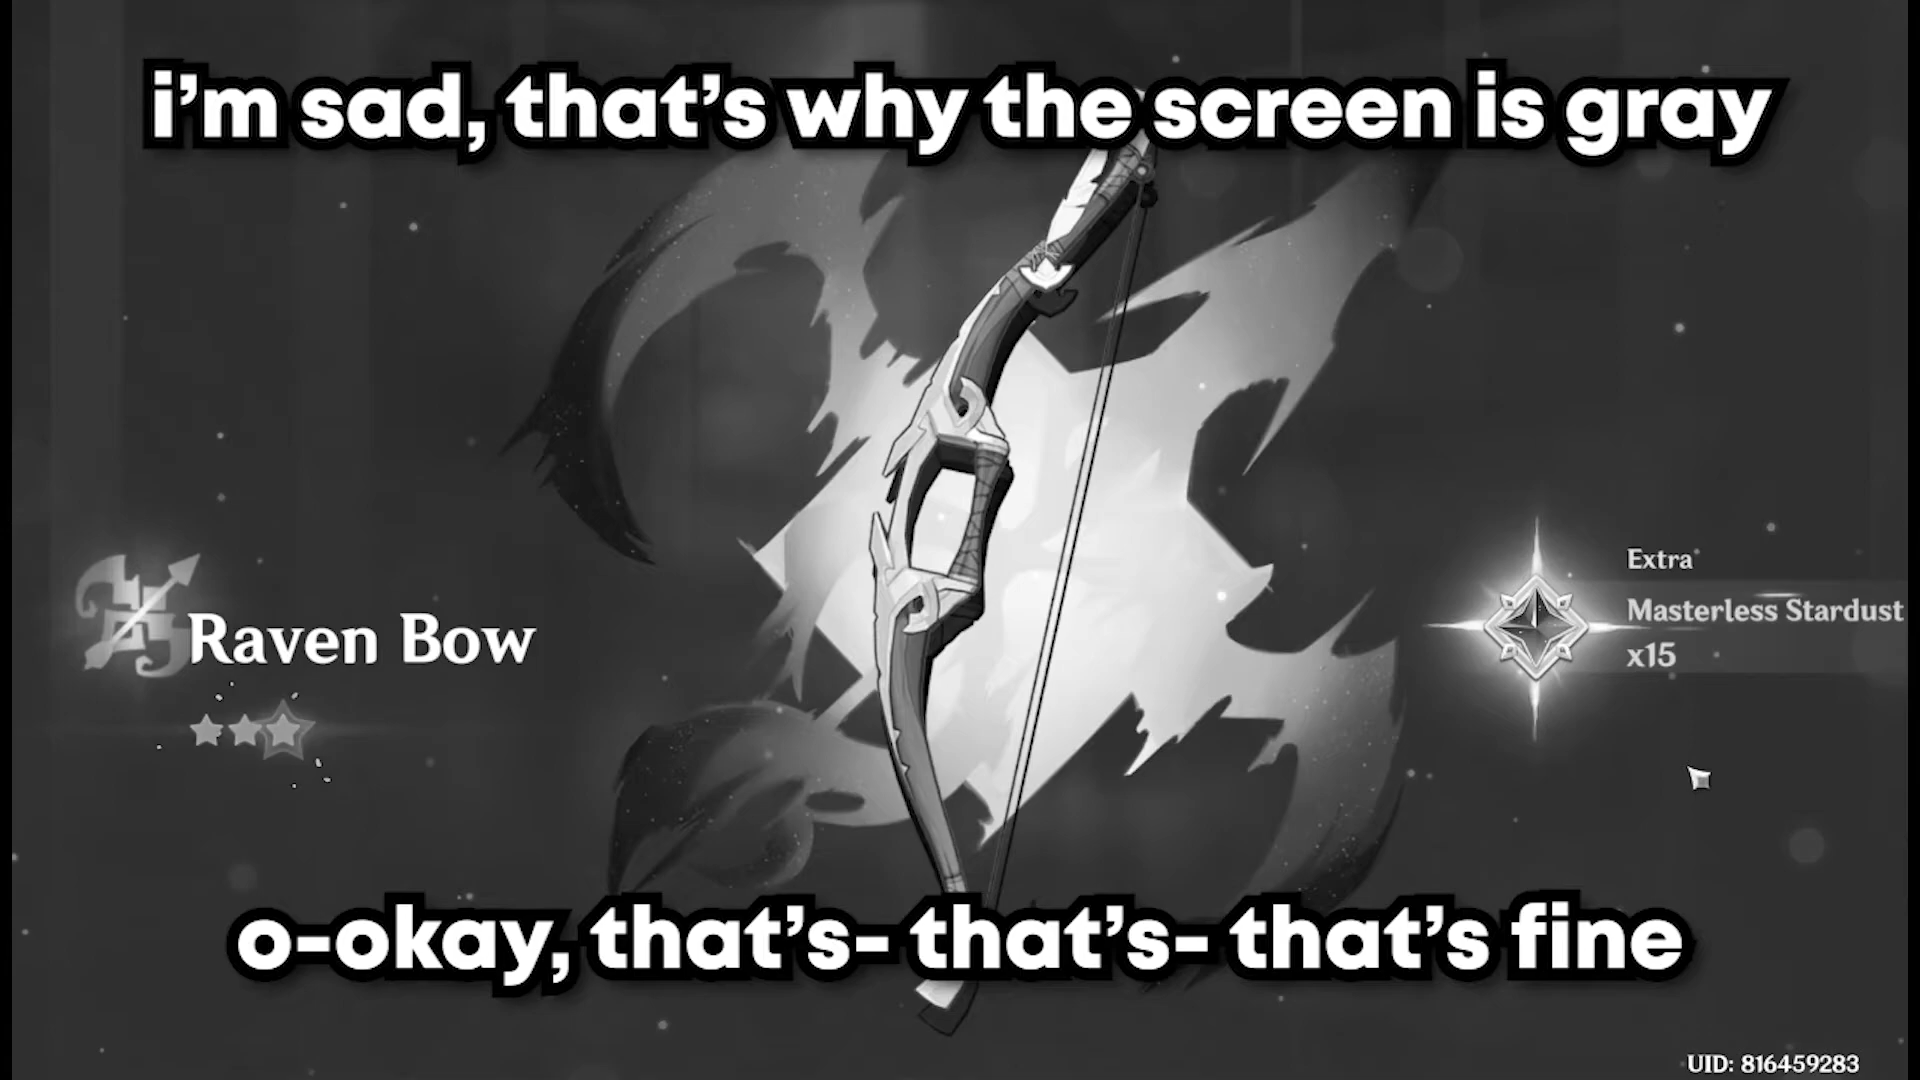 i'm sad, that's why the screen is gray
Extra
Masterless Stardust
x15
Raven Bow
o-okay, that's- that's- that's fine
UID: 816459283